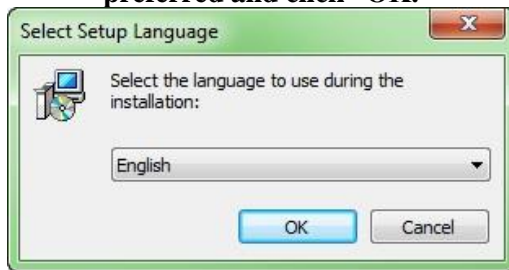 preferred and click "OK.
Select Setup Language
Select the language to use during the
installation:
English
OK
Cancel